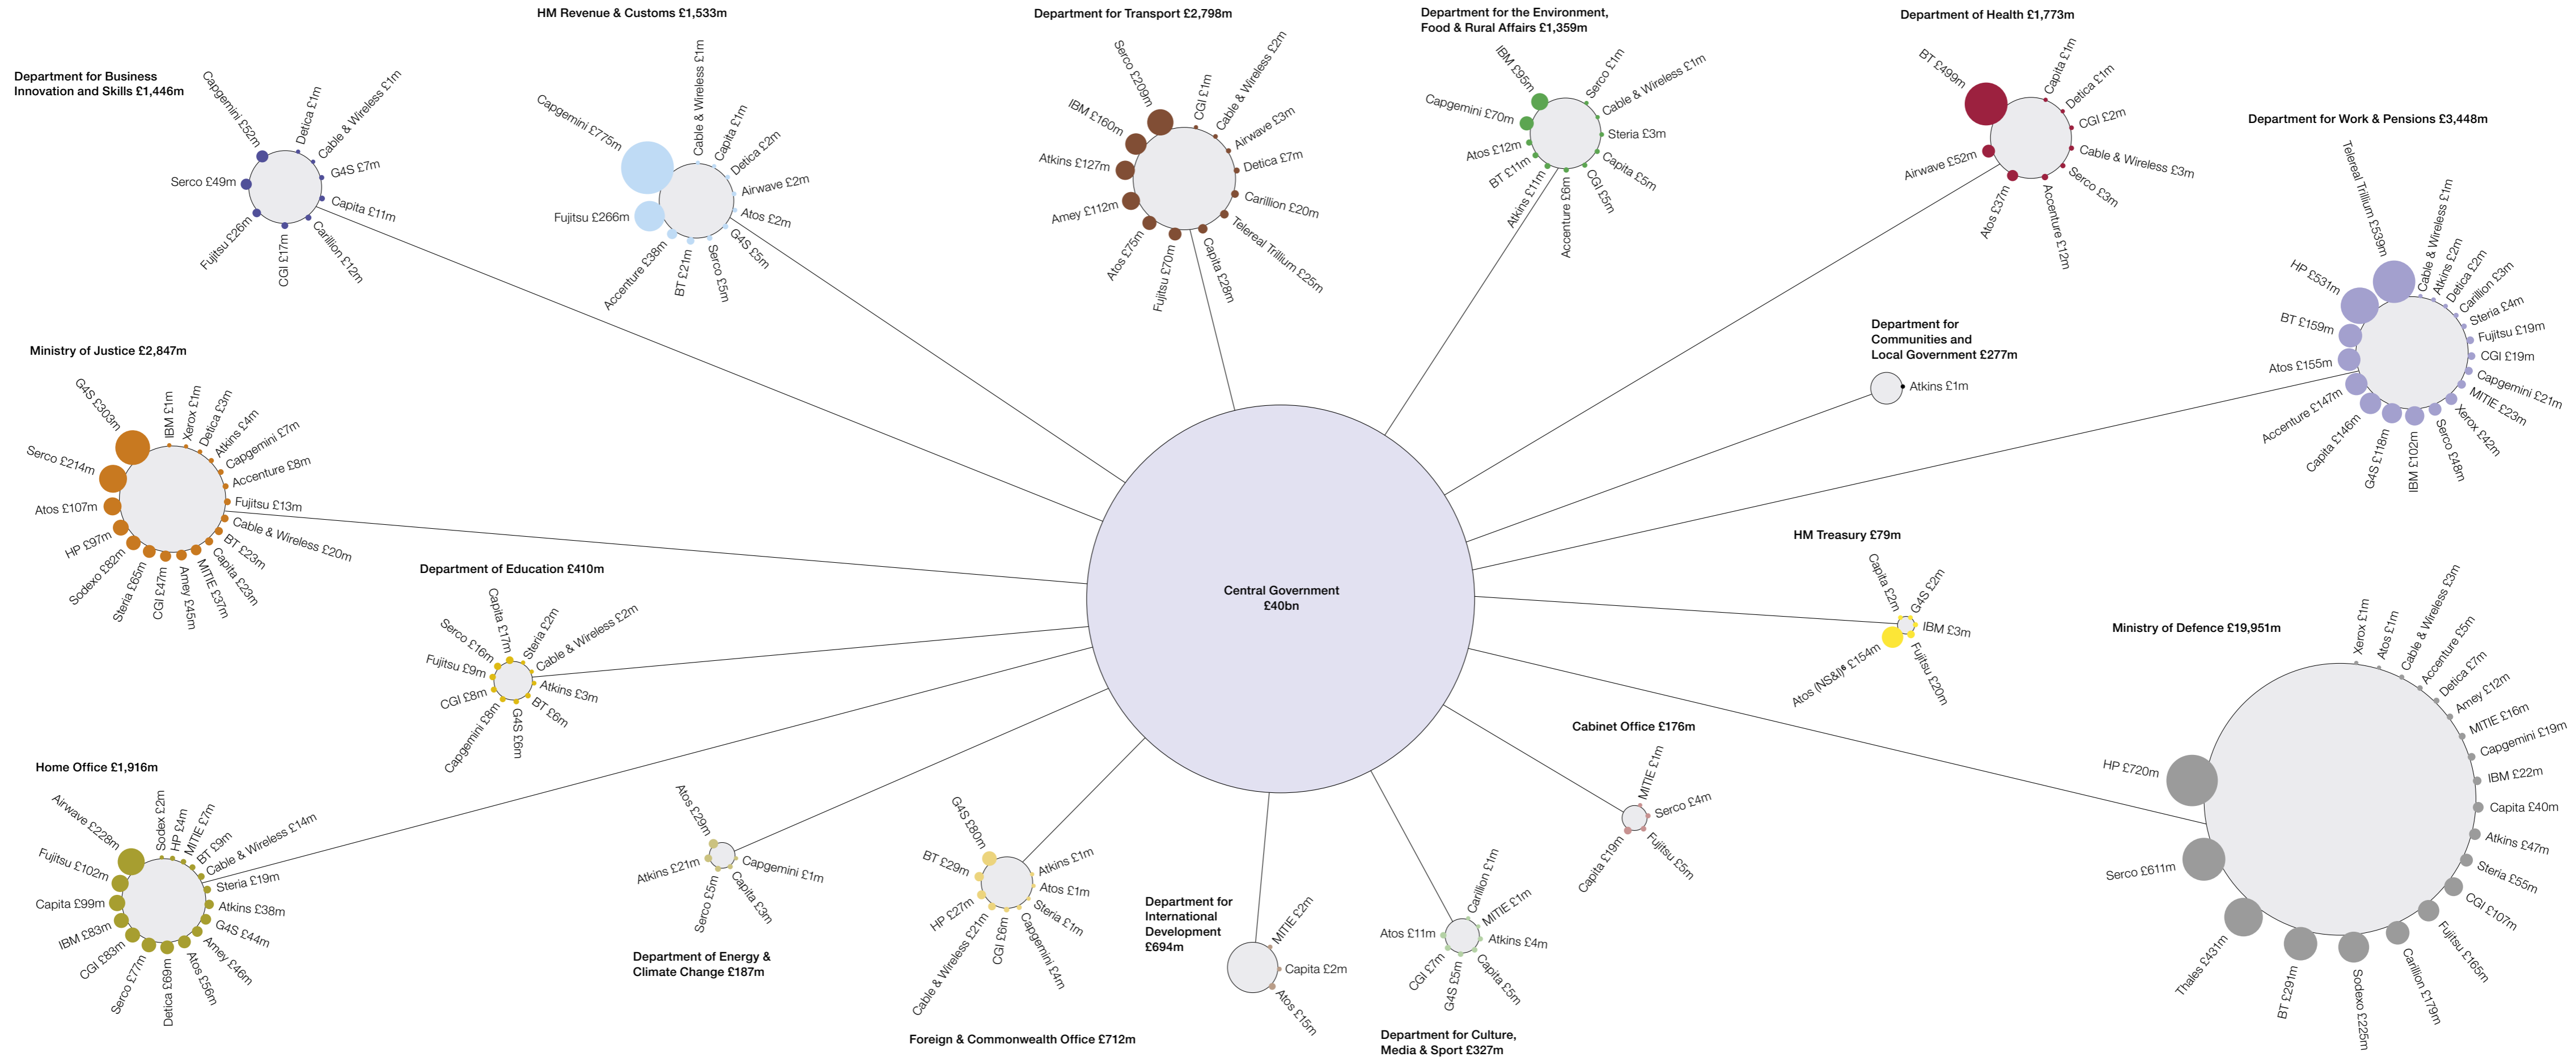 Department for Business
Innovation and Skills £1,446m
Capgemini £52m
Detica £1m
Cable & Wireless £1m
G4S £7m
Capita £11m
Carillion £12m
CGI £17m
Fujitsu £26m
Serco £49m
HM Revenue & Customs £1,533m
Capgemini £775m
Cable & Wireless £1m
Capita £1m
Detica £2m
Airwave £2m
Atos £2m
G4S £5m
Serco £5m
BT £21m
Accenture £38m
Fujitsu £266m
Department for Transport £2,798m
Serco £209m
CGI £1m
Cable & Wireless £2m
Airwave £3m
Detica £7m
Carillion £20m
Telereal Trillium £25m
Capita £28m
Fujitsu £70m
Atos £75m
Amey £112m
Atkins £127m
IBM £160m
Department for the Environment,
Food & Rural Affairs £1,359m
IBM £95m
Serco £1m
Cable & Wireless £1m
Steria £3m
Capita £5m
CGI £5m
Accenture £6m
Atkins £11m
BT £11m
Atos £12m
Capgemini £70m
Department of Health £1,773m
BT £499m
Capita £1m
Detica £1m
CGI £2m
Cable & Wireless £3m
Serco £3m
Accenture £12m
Atos £37m
Airwave £52m
Department for Work & Pensions £3,448m
Telereal Trillium £539m
Cable & Wireless £1m
Atkins £2m
Detica £2m
Carillion £3m
Steria £4m
Fujitsu £19m
CGI £19m
Capgemini £21m
MITIE £23m
Xerox £42m
Serco £48m
IBM £102m
G4S £118m
Capita £146m
Accenture £147m
Atos £155m
BT £159m
HP £531m
Department for
Communities and
Local Government £277m
Atkins £1m
Ministry of Justice £2,847m
G4S £303m
IBM £1m
Xerox £1m
Detica £3m
Atkins £4m
Capgemini £7m
Accenture £8m
Fujitsu £13m
Cable & Wireless £20m
BT £23m
Capita £23m
MITIE £37m
Amey £45m
CGI £47m
Steria £65m
Sodexo £82m
HP £97m
Atos £107m
Serco £214m
Central Government
£40bn
HM Treasury £79m
Capita £2m
G4S £2m
IBM £3m
Fujitsu £20m
Atos (NS&I)⁶ £154m
Department of Education £410m
Capita £17m
Steria £2m
Cable & Wireless £2m
Atkins £3m
BT £6m
G4S £6m
Capgemini £8m
CGI £8m
Fujitsu £9m
Serco £16m
Ministry of Defence £19,951m
Xerox £1m
Atos £1m
Cable & Wireless £3m
Accenture £5m
Detica £7m
Amey £12m
MITIE £16m
Capgemini £19m
IBM £22m
Capita £40m
Atkins £47m
Steria £55m
CGI £107m
Fujitsu £165m
Carillion £179m
Sodexo £225m
BT £291m
Thales £431m
Serco £611m
HP £720m
Cabinet Office £176m
MITIE £1m
Serco £4m
Fujitsu £5m
Capita £19m
Home Office £1,916m
Airwave £228m
Sodex £2m
HP £4m
MITIE £7m
BT £9m
Cable & Wireless £14m
Steria £19m
Atkins £38m
G4S £44m
Amey £46m
Atos £56m
Detica £69m
Serco £77m
CGI £83m
IBM £83m
Capita £99m
Fujitsu £102m
Atos £29m
Capgemini £1m
Capita £3m
Serco £5m
Atkins £21m
Department of Energy &
Climate Change £187m
G4S £80m
Atkins £1m
Atos £1m
Steria £1m
Capgemini £4m
CGI £6m
Cable & Wireless £21m
HP £27m
BT £29m
Foreign & Commonwealth Office £712m
Department for
International
Development
£694m
MITIE £2m
Capita £2m
Atos £15m
Carillion £1m
MITIE £1m
Atkins £4m
Capita £5m
G4S £5m
CGI £7m
Atos £11m
Department for Culture,
Media & Sport £327m